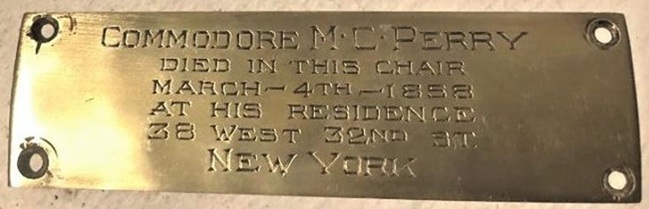 COMMODORE M·C·PERRY
DIED IN THIS CHAIR
MARCH-4TH-1858
AT HIS RESIDENCE
38 WEST 32ND ST.
NEW YORK